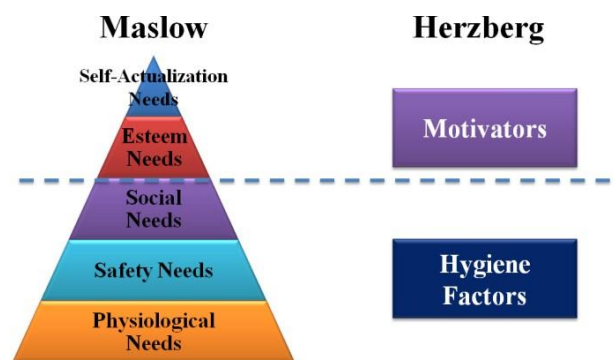 Maslow
Self-Actualization
Needs
Esteem
Needs
Social
Needs
Safety Needs
Physiological
Needs
Herzberg
Motivators
Hygiene
Factors